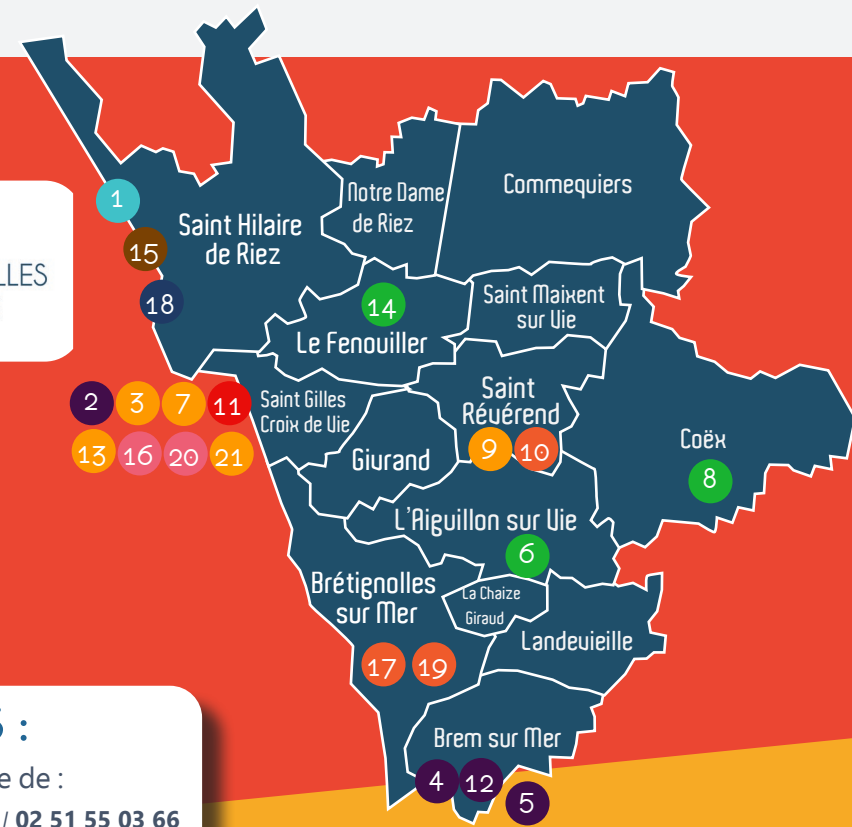 Commequiers
Notre Dame
de Riez
1
Saint Hilaire
de Riez
15
LLES
18
14
Saint Maixent
sur Vie
Le Fenouiller
2 3 7 11
Saint Gilles
Croix de Vie
Saint
Révérend
Coëx
13 16 20 21
Givrand
9 10
8
L'Aiguillon sur Vie
6
Brétignolles
sur Mer
La Chaize
Giraud
Landevieille
17 19
S :
Brem sur Mer
e de :
4 12
5
/ 02 51 55 03 66